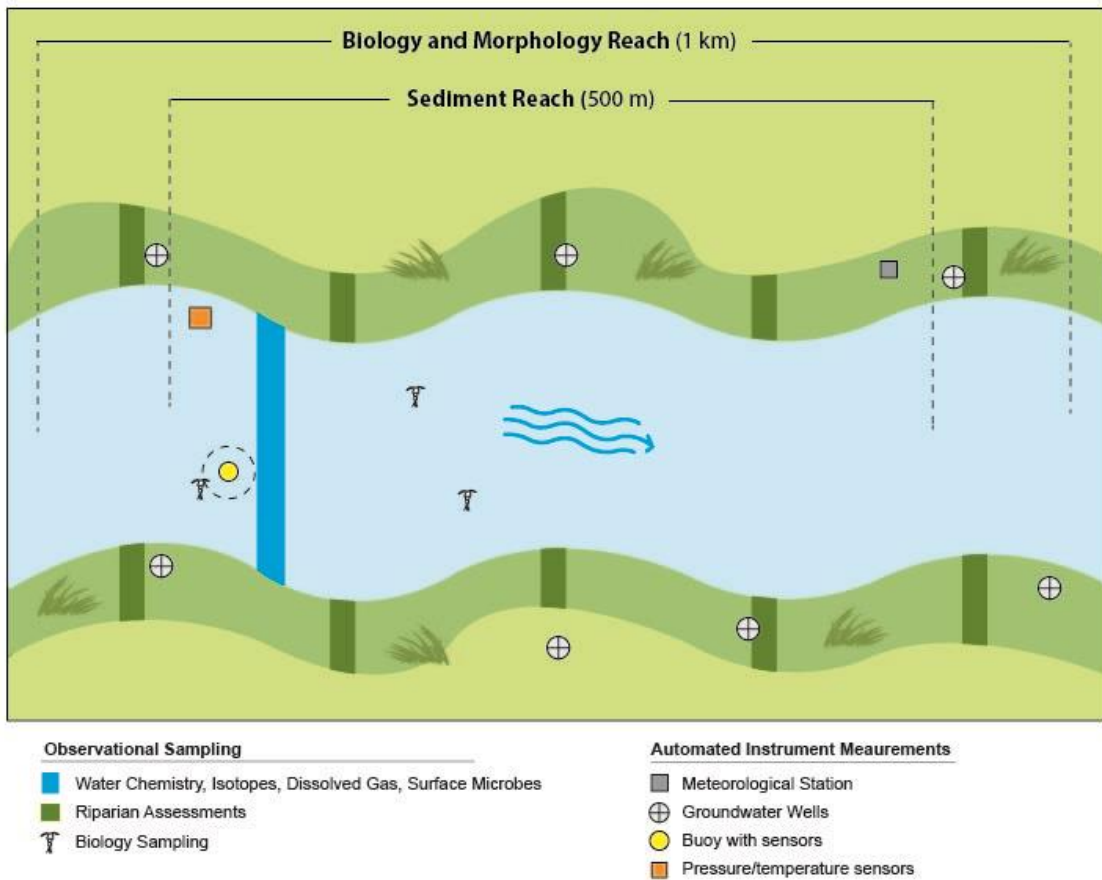 Biology and Morphology Reach (1 km)
Sediment Reach (500 m)
Observational Sampling
Water Chemistry, Isotopes, Dissolved Gas, Surface Microbes
Riparian Assessments
Biology Sampling
Automated Instrument Meaurements
Meteorological Station
Groundwater Wells
Buoy with sensors
Pressure/temperature sensors